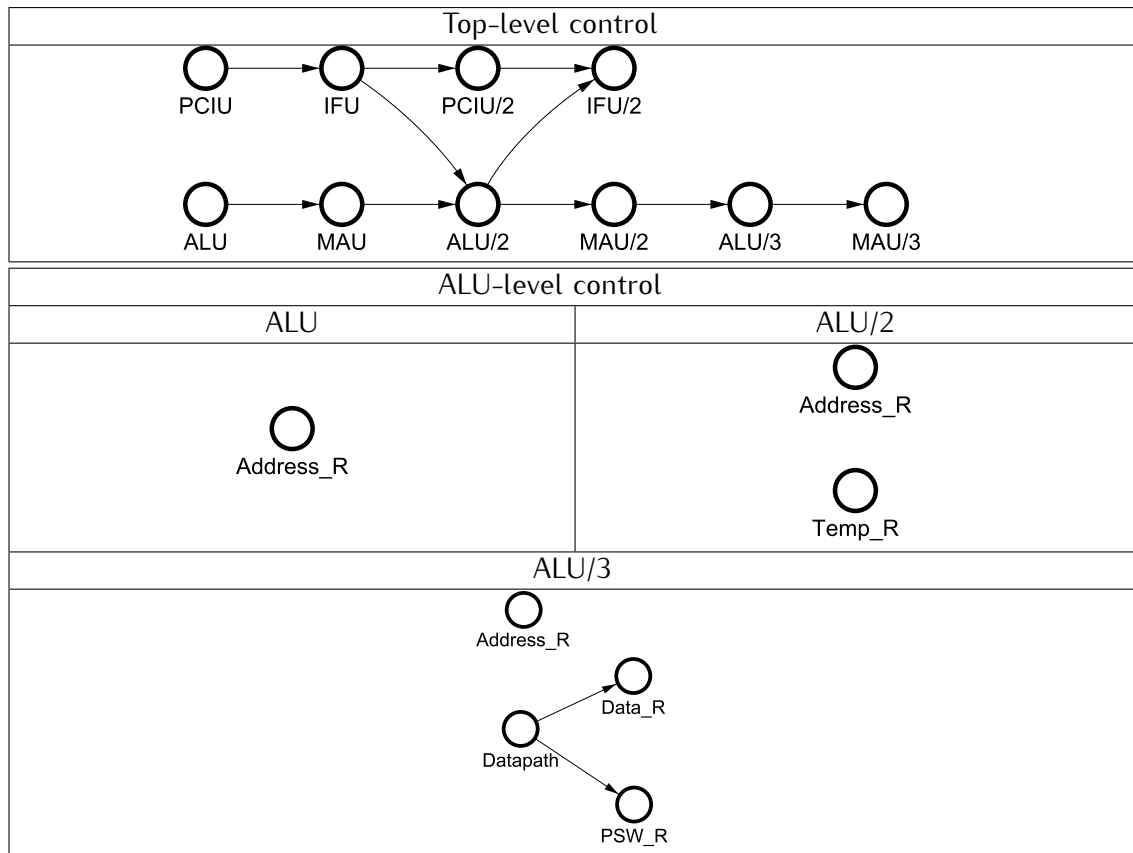 Top-level control
PCIU IFU PCIU/2 IFU/2
ALU MAU ALU/2 MAU/2 ALU/3 MAU/3
ALU-level control
ALU ALU/2
Address_R
Address_R
Temp_R
ALU/3
Address_R
Data_R
Datapath
PSW_R